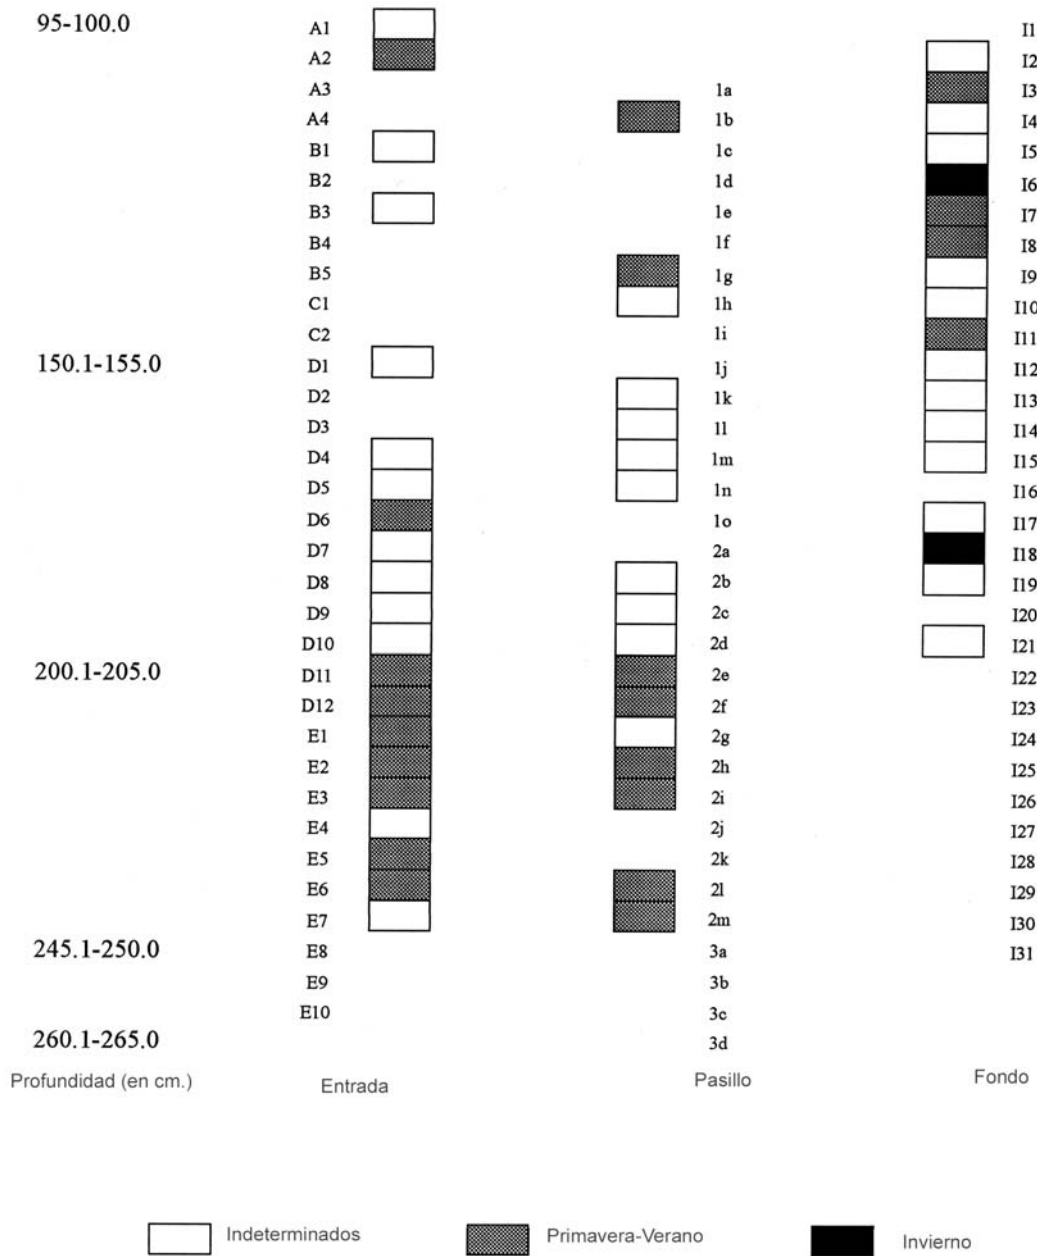 95-100.0 A1 I1
A2 I2
A3 1a I3
A4 1b I4
B1 1c I5
B2 1d I6
B3 1e I7
B4 1f I8
B5 1g I9
C1 1h I10
C2 1i I11
150.1-155.0 D1 1j I12
D2 1k I13
D3 1l I14
D4 1m I15
D5 1n I16
D6 1o I17
D7 2a I18
D8 2b I19
D9 2c I20
D10 2d I21
200.1-205.0 D11 2e I22
D12 2f I23
E1 2g I24
E2 2h I25
E3 2i I26
E4 2j I27
E5 2k I28
E6 2l I29
E7 2m I30
245.1-250.0 E8 3a I31
E9 3b
E10 3c
260.1-265.0 3d
Profundidad (en cm.) Entrada Pasillo Fondo
Indeterminados Primavera-Verano Invierno